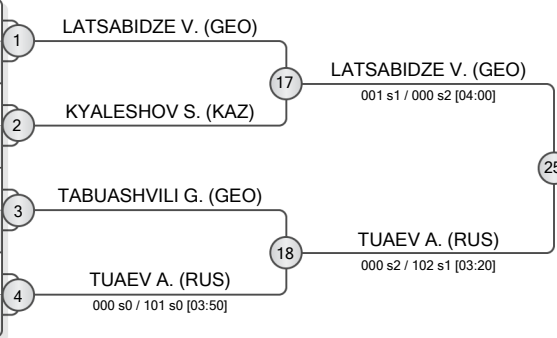 LATSABIDZE V. (GEO)
1
17
LATSABIDZE V. (GEO)
001 s1 / 000 s2 [04:00]
KYALESHOV S. (KAZ)
2
25
TABUASHVILI G. (GEO)
3
18
TUAEV A. (RUS)
000 s2 / 102 s1 [03:20]
TUAEV A. (RUS)
4
000 s0 / 101 s0 [03:50]